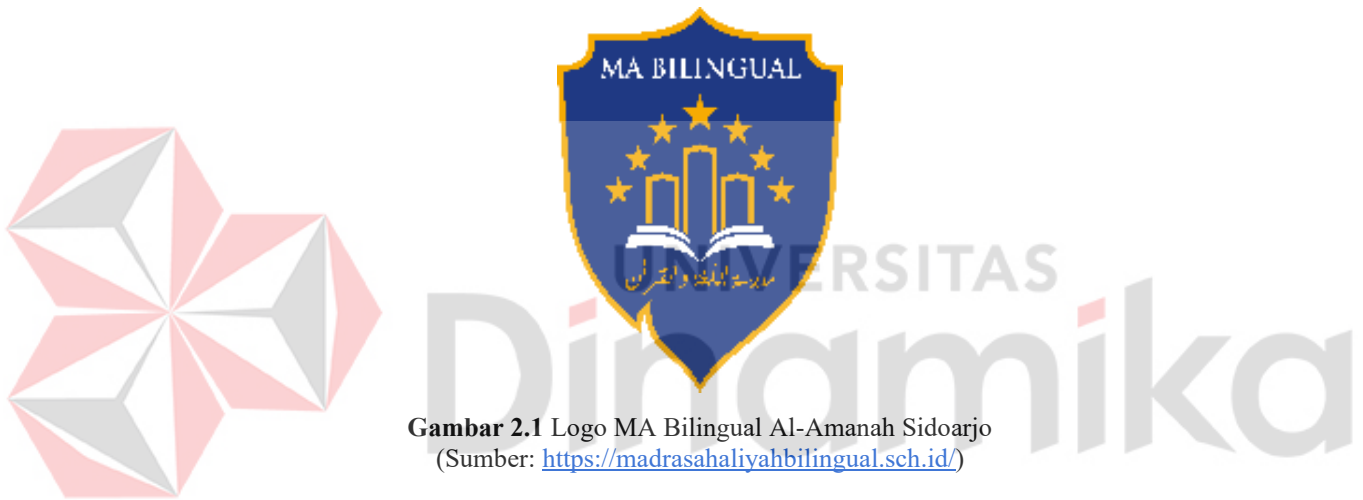 MA BILINGUAL
UNIVERSITAS
Dinamika
Gambar 2.1 Logo MA Bilingual Al-Amanah Sidoarjo
(Sumber: https://madrasahaliyahbilingual.sch.id/)